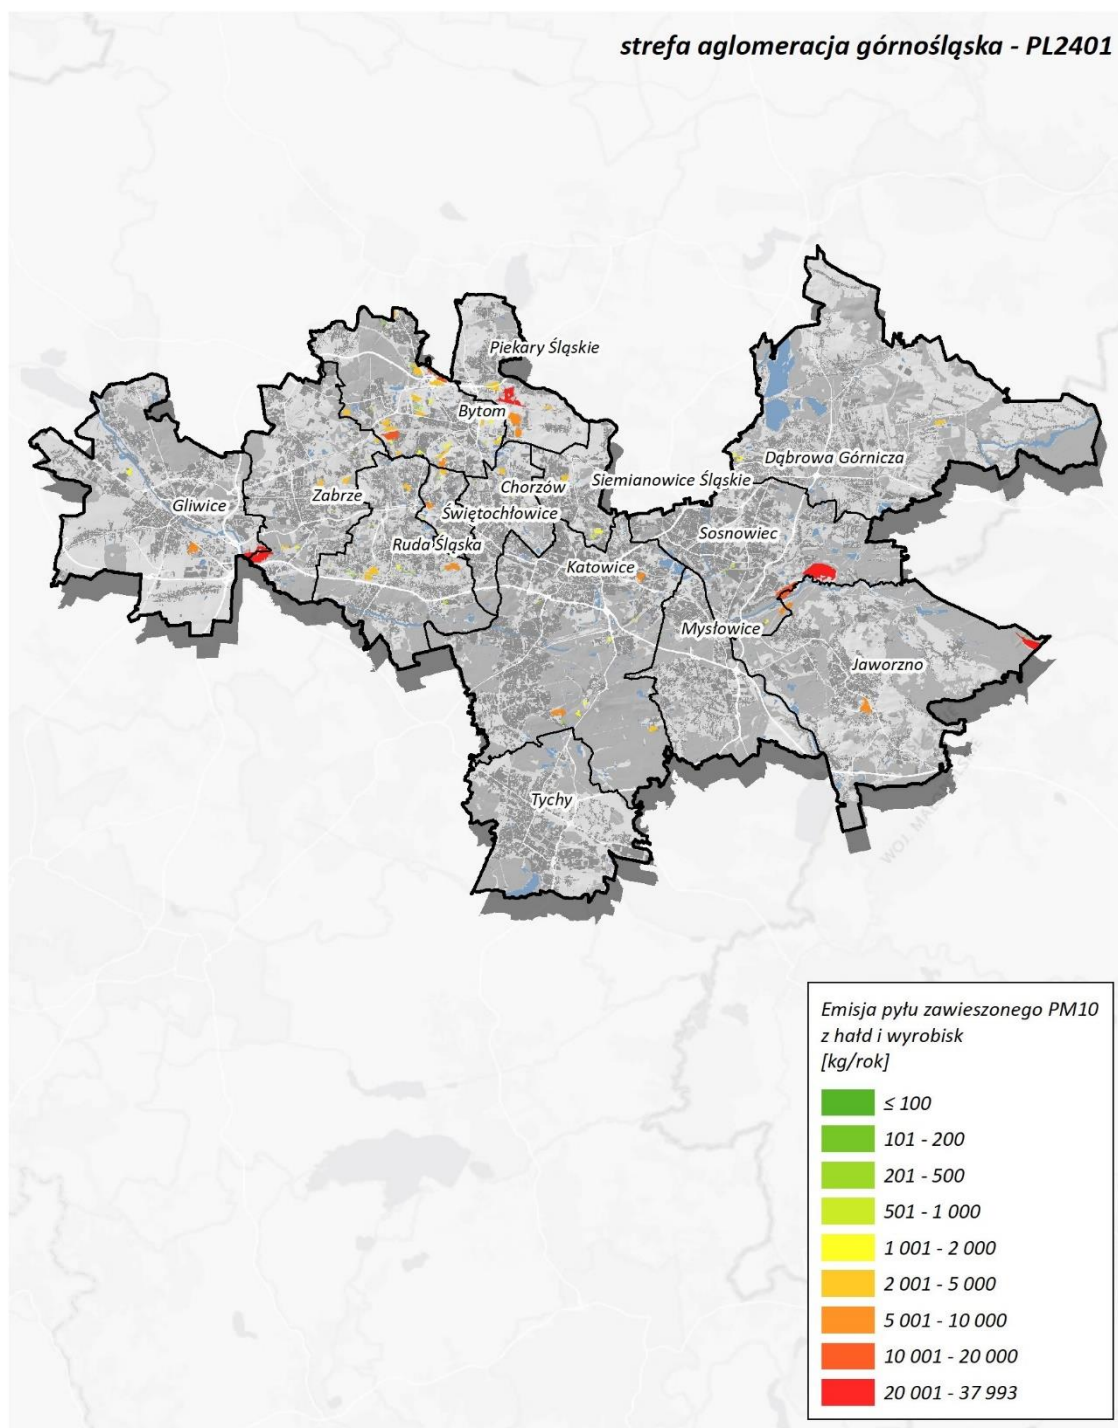 strefa aglomeracja górnośląska - PL2401
Piekary Śląskie
Bytom
Dąbrowa Górnicza
Siemianowice Śląskie
Chorzów
Zabrze
Gliwice
Świętochłowice
Sosnowiec
Ruda Śląska
Katowice
Mysłowice
Jaworzno
Tychy
Emisja pyłu zawieszonego PM10
z hałd i wyrobisk
[kg/rok]
≤ 100
101 - 200
201 - 500
501 - 1 000
1 001 - 2 000
2 001 - 5 000
5 001 - 10 000
10 001 - 20 000
20 001 - 37 993